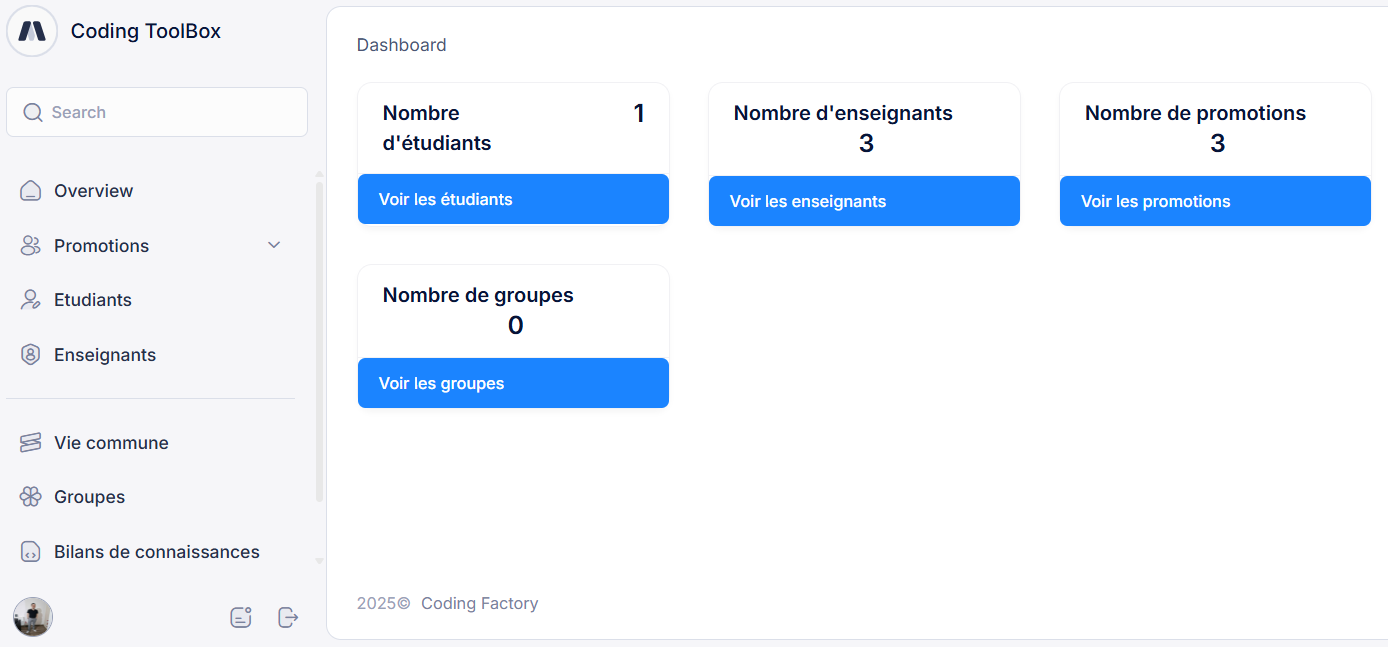 Coding ToolBox
Search
Overview
Promotions
Etudiants
Enseignants
Vie commune
Groupes
Bilans de connaissances
Dashboard
Nombre d'étudiants
1
Voir les étudiants
Nombre d'enseignants
3
Voir les enseignants
Nombre de promotions
3
Voir les promotions
Nombre de groupes
0
Voir les groupes
2025© Coding Factory